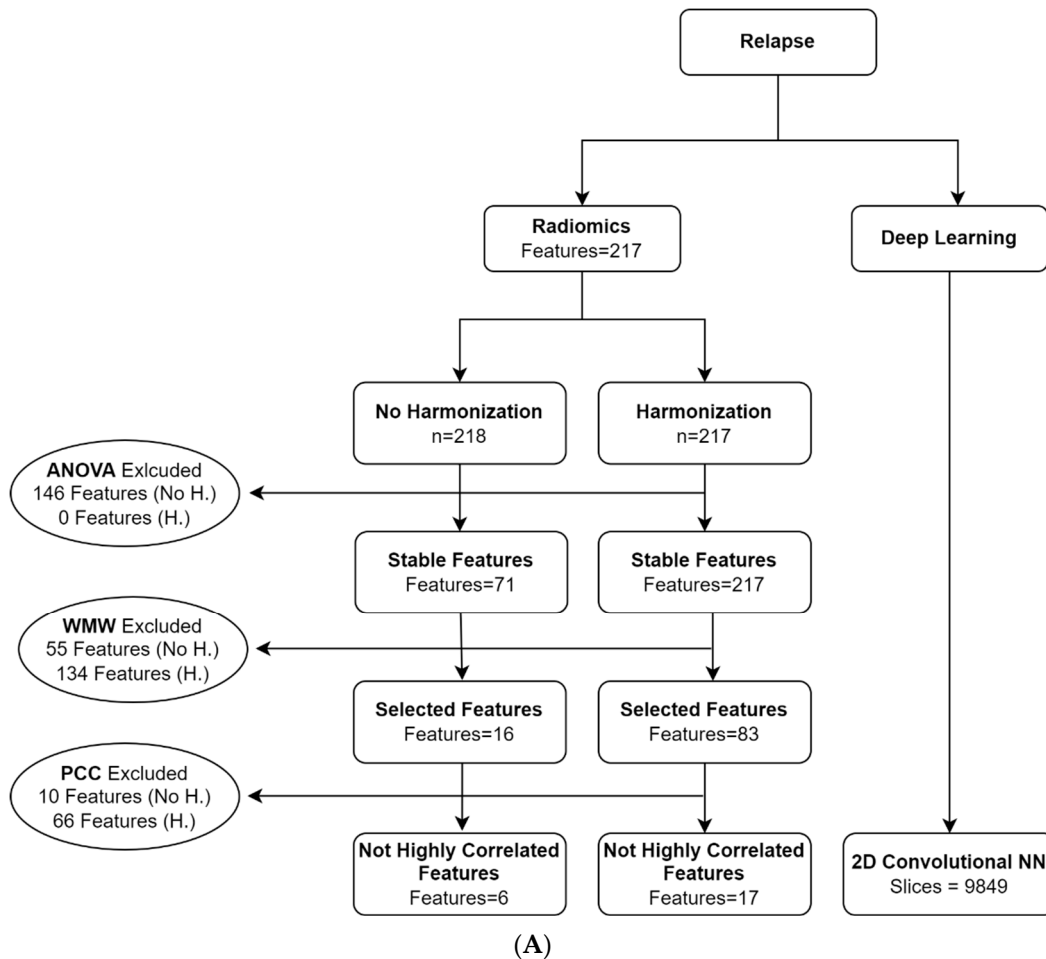 Relapse
Radiomics
Features=217
Deep Learning
No Harmonization
n=218
Harmonization
n=217
ANOVA Exlcuded
146 Features (No H.)
0 Features (H.)
Stable Features
Features=71
Stable Features
Features=217
WMW Excluded
55 Features (No H.)
134 Features (H.)
Selected Features
Features=16
Selected Features
Features=83
PCC Excluded
10 Features (No H.)
66 Features (H.)
Not Highly Correlated
Features
Features=6
Not Highly Correlated
Features
Features=17
2D Convolutional NN
Slices = 9849
(A)